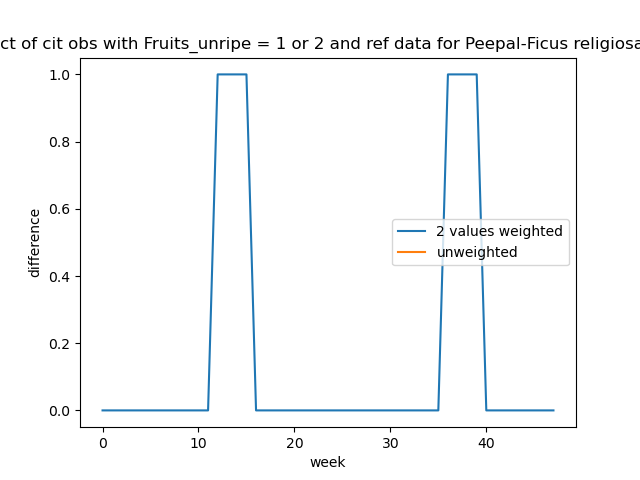 ct of cit obs with Fruits_unripe = 1 or 2 and ref data for Peepal-Ficus religiosa
1.0
0.8
0.6
0.4
0.2
0.0
difference
2 values weighted
unweighted
0
10
20
30
40
week